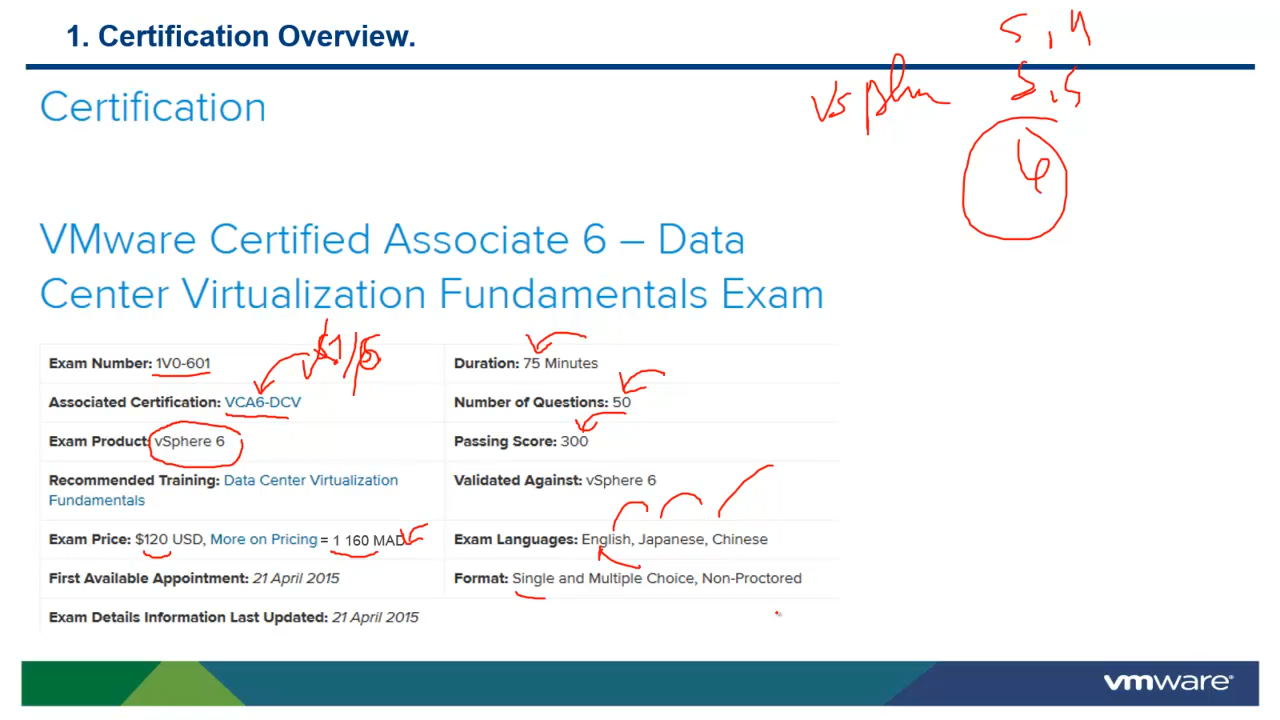 1. Certification Overview.
5,1
vsphere 5,5
6
Certification
VMware Certified Associate 6 – Data
Center Virtualization Fundamentals Exam
Exam Number: 1V0-601
Duration: 75 Minutes
Associated Certification: VCA6-DCV
Number of Questions: 50
Exam Product: vSphere 6
Passing Score: 300
Recommended Training: Data Center Virtualization
Fundamentals
Validated Against: vSphere 6
Exam Price: $120 USD, More on Pricing = 1 160 MAD
Exam Languages: English, Japanese, Chinese
First Available Appointment: 21 April 2015
Format: Single and Multiple Choice, Non-Proctored
Exam Details Information Last Updated: 21 April 2015
vmware®